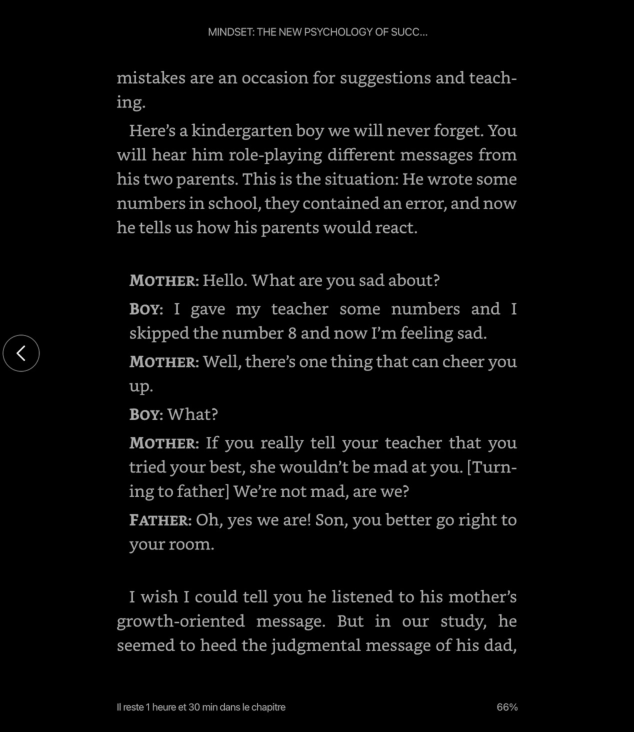 MINDSET: THE NEW PSYCHOLOGY OF SUCC...
mistakes are an occasion for suggestions and teach-
ing.
Here's a kindergarten boy we will never forget. You
will hear him role-playing different messages from
his two parents. This is the situation: He wrote some
numbers in school, they contained an error, and now
he tells us how his parents would react.
MOTHER: Hello. What are you sad about?
BOY: I gave my teacher some numbers and I
skipped the number 8 and now I'm feeling sad.
MOTHER: Well, there's one thing that can cheer you
up.
BOY: What?
MOTHER: If you really tell your teacher that you
tried your best, she wouldn't be mad at you. [Turn-
ing to father] We're not mad, are we?
FATHER: Oh, yes we are! Son, you better go right to
your room.
I wish I could tell you he listened to his mother's
growth-oriented message. But in our study, he
seemed to heed the judgmental message of his dad,
Il reste 1 heure et 30 min dans le chapitre
66%